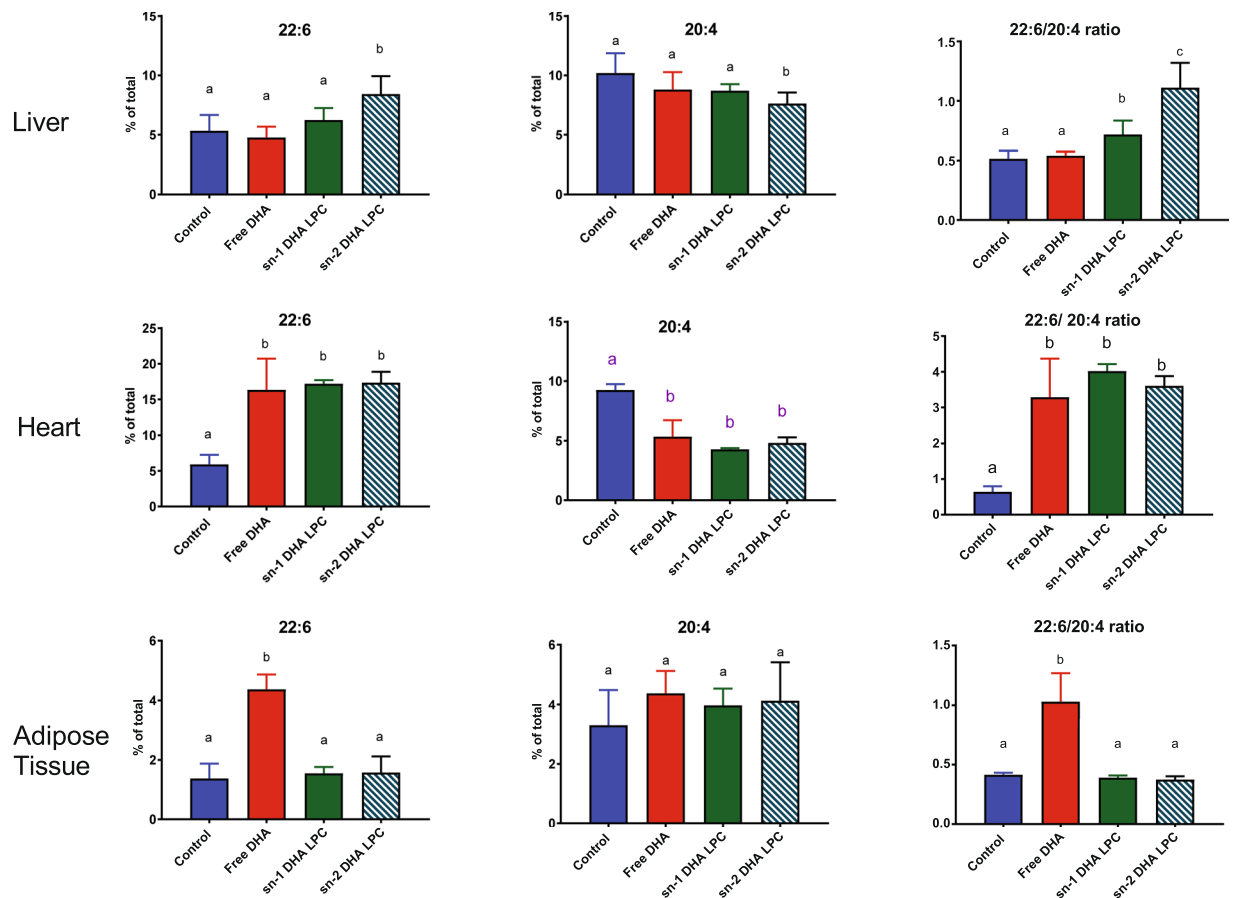 Liver
22:6
% of total
15
10
5
0
a
a
a
b
Control
Free DHA
sn-1 DHA LPC
sn-2 DHA LPC
20:4
% of total
15
10
5
0
a
a
a
b
Control
Free DHA
sn-1 DHA LPC
sn-2 DHA LPC
22:6/20:4 ratio
1.5
1.0
0.5
0.0
a
a
b
c
Control
Free DHA
sn-1 DHA LPC
sn-2 DHA LPC
Heart
22:6
% of total
25
20
15
10
5
0
a
b
b
b
Control
Free DHA
sn-1 DHA LPC
sn-2 DHA LPC
20:4
% of total
15
10
5
0
a
b
b
b
Control
Free DHA
sn-1 DHA LPC
sn-2 DHA LPC
22:6/ 20:4 ratio
5
4
3
2
1
0
a
b
b
b
Control
Free DHA
sn-1 DHA LPC
sn-2 DHA LPC
Adipose
Tissue
22:6
% of total
6
4
2
0
a
b
a
a
Control
Free DHA
sn-1 DHA LPC
sn-2 DHA LPC
20:4
% of total
6
4
2
0
a
a
a
a
Control
Free DHA
sn-1 DHA LPC
sn-2 DHA LPC
22:6/20:4 ratio
1.5
1.0
0.5
0.0
a
b
a
a
Control
Free DHA
sn-1 DHA LPC
sn-2 DHA LPC